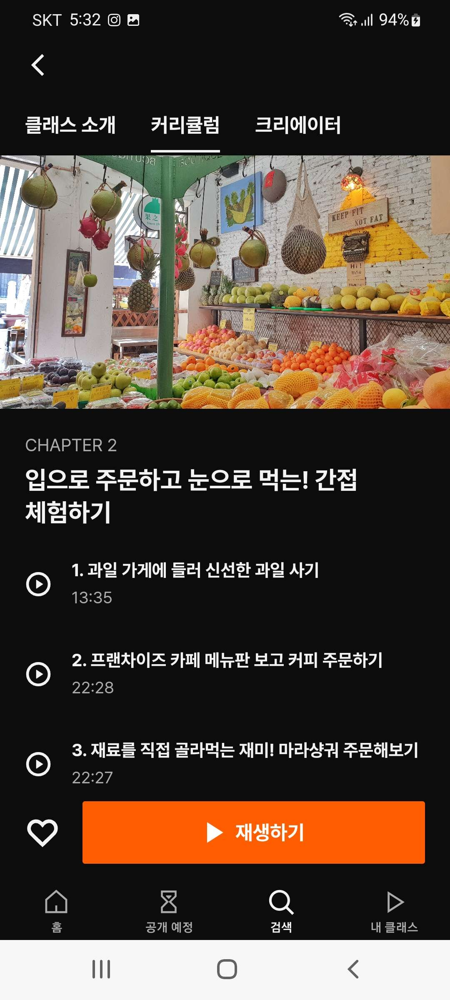 SKT 5:32 94%
클래스 소개 커리큘럼 크리에이터
BOUTIQUE BOUTIQUE
果之
Since 19
KEEP FIT
NOT FAT
Hi!
CHAPTER 2
입으로 주문하고 눈으로 먹는! 간접
체험하기
1. 과일 가게에 들러 신선한 과일 사기
13:35
2. 프랜차이즈 카페 메뉴판 보고 커피 주문하기
22:28
3. 재료를 직접 골라먹는 재미! 마라샹궈 주문해보기
22:27
재생하기
홈 공개 예정 검색 내 클래스